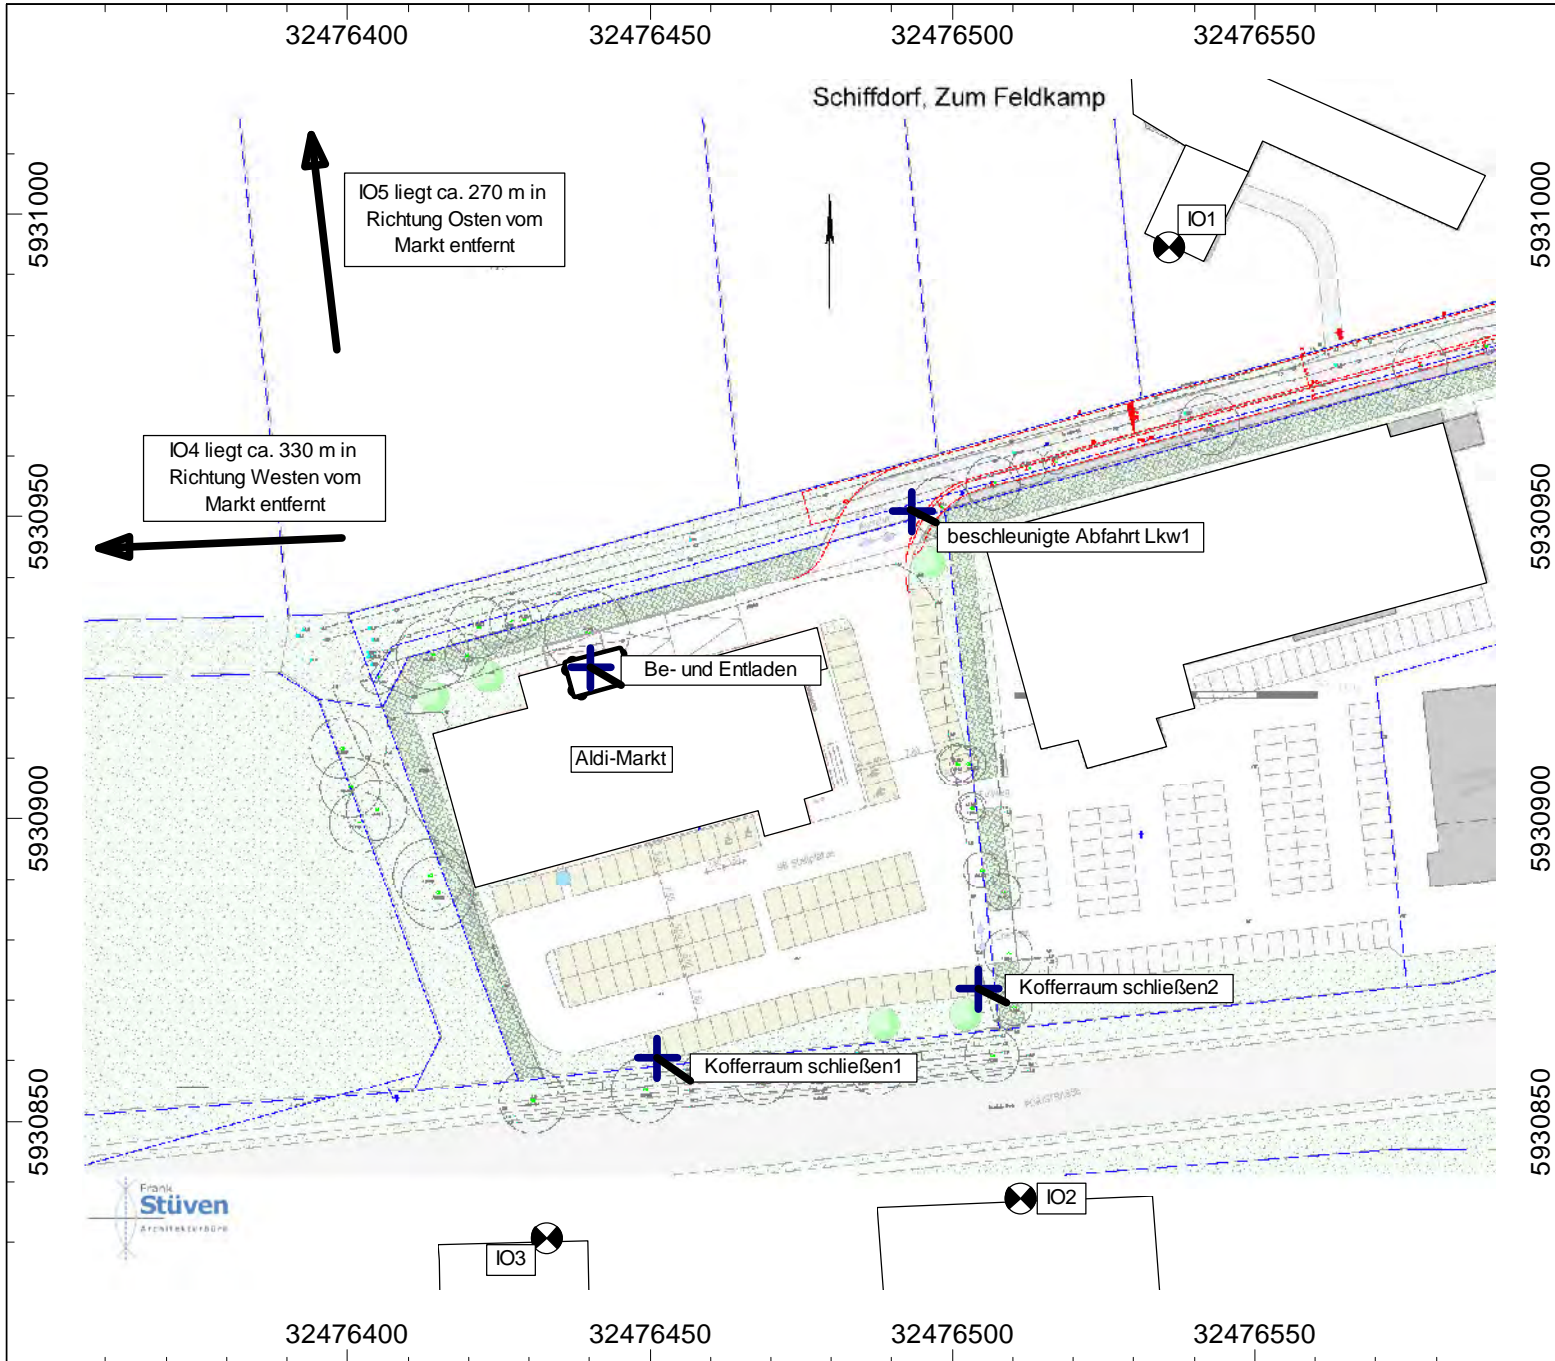 32476400
32476450
32476500
32476550
Schiffdorf, Zum Feldkamp
5931000
5931000
IO5 liegt ca. 270 m in
Richtung Osten vom
Markt entfernt
IO1
IO4 liegt ca. 330 m in
Richtung Westen vom
Markt entfernt
5930950
5930950
beschleunigte Abfahrt Lkw1
Be- und Entladen
Aldi-Markt
5930900
5930900
Kofferraum schließen2
Kofferraum schließen1
5930850
5930850
Frank
Stüven
Architekturbüro
IO2
IO3
32476400
32476450
32476500
32476550